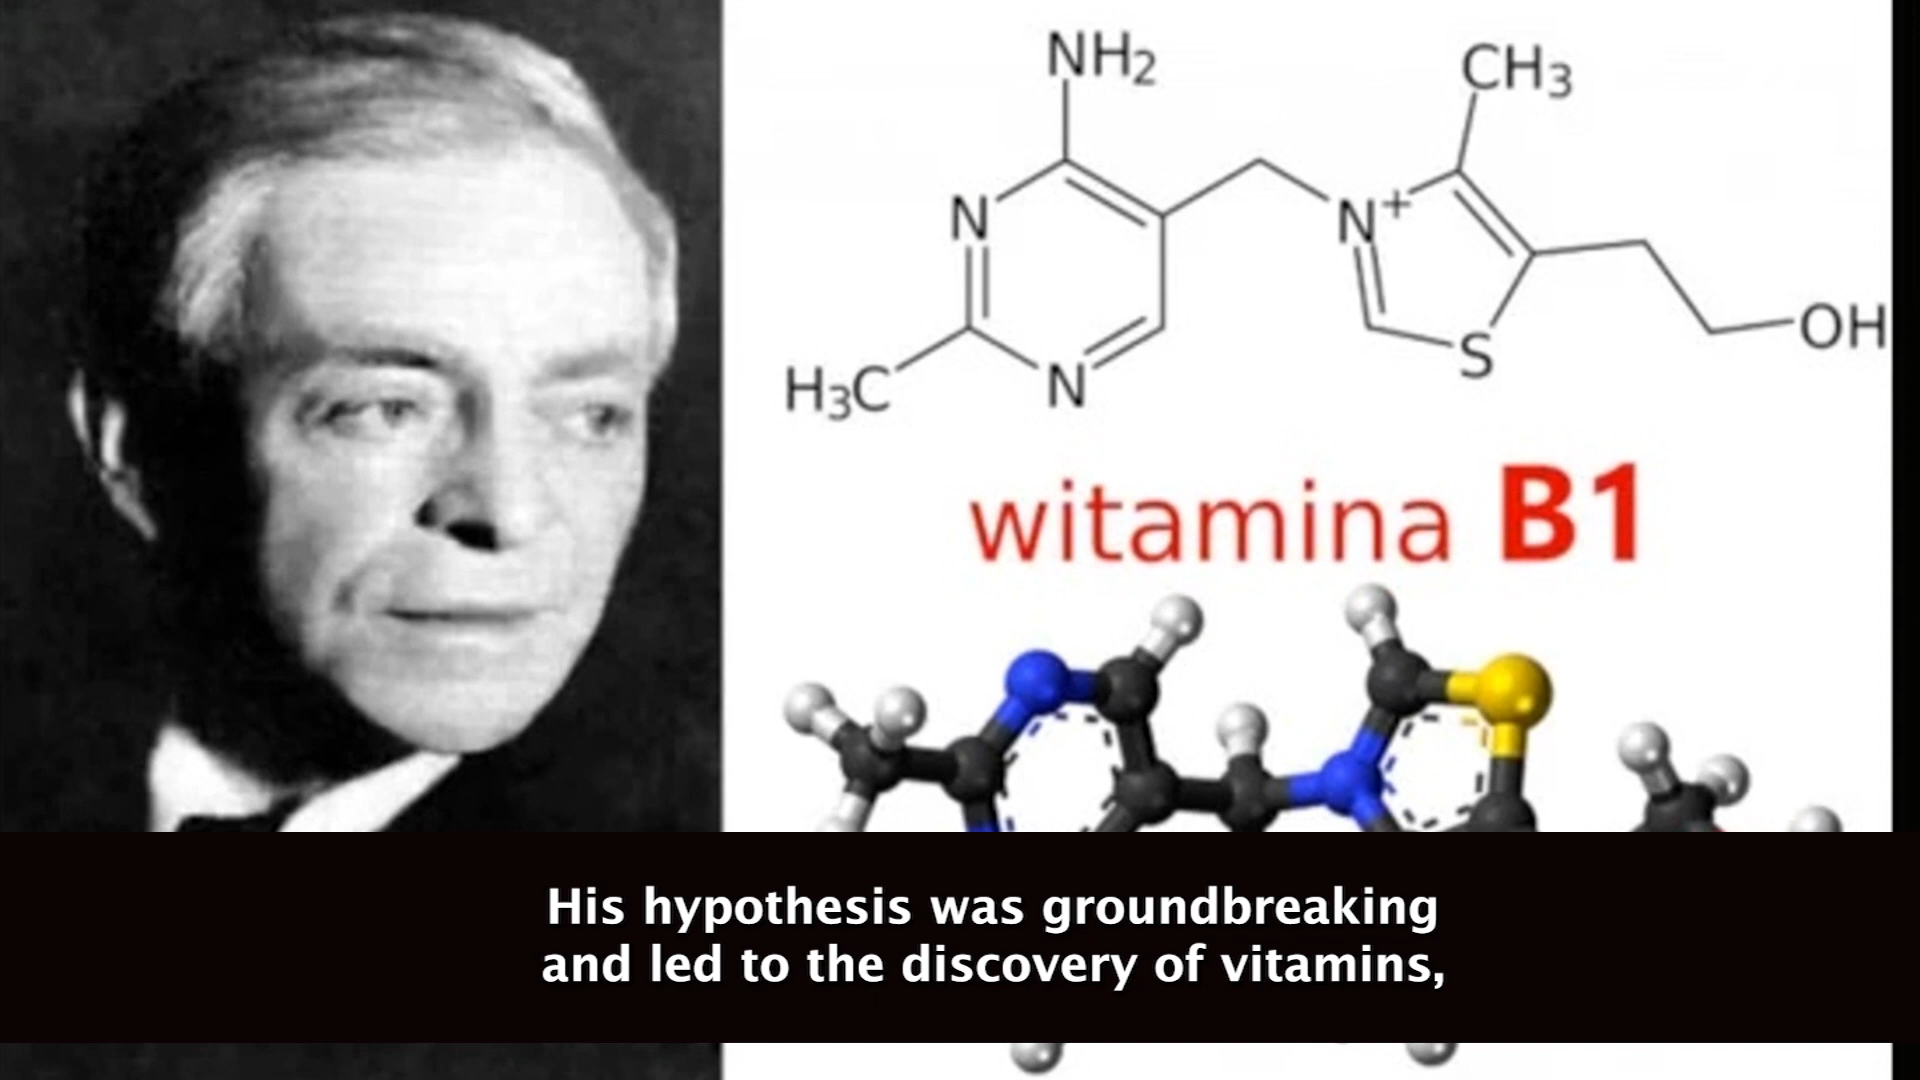 NH2
CH3
N
N+
OH
S
H3C
N
witamina B1
His hypothesis was groundbreaking
and led to the discovery of vitamins,